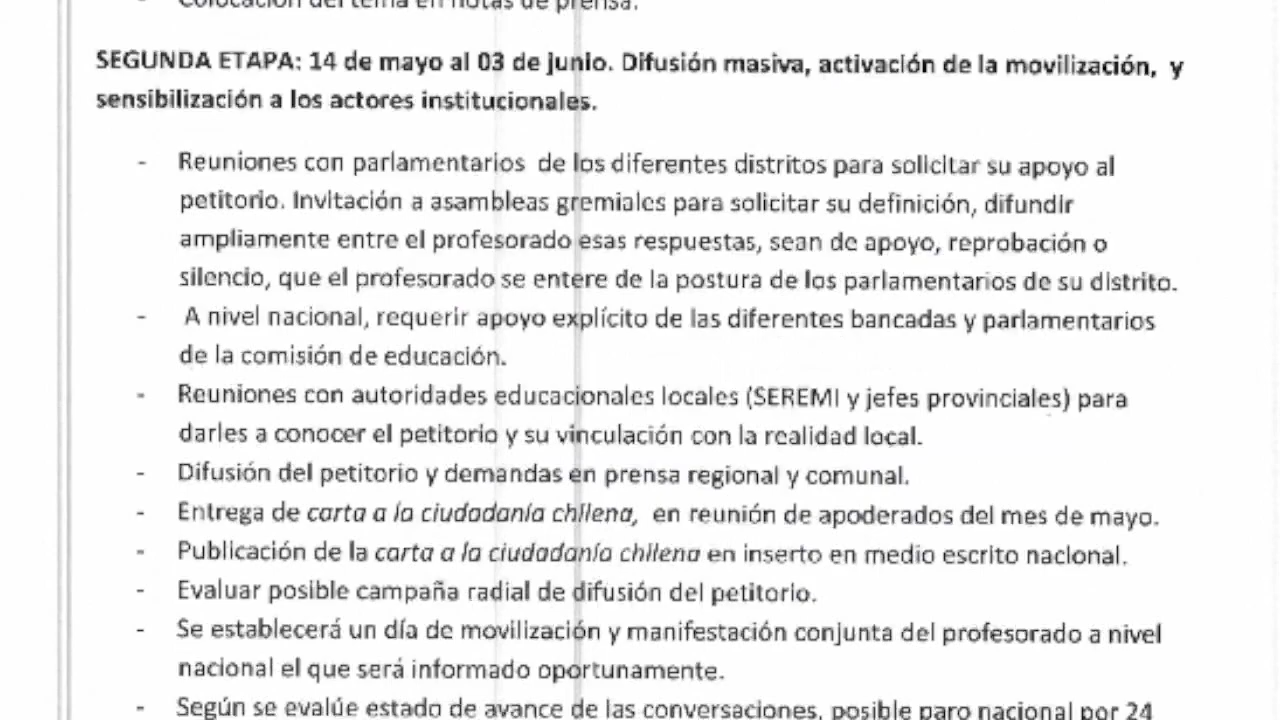 - Colocación del tema en notas de prensa.
SEGUNDA ETAPA: 14 de mayo al 03 de junio. Difusión masiva, activación de la movilización, y
sensibilización a los actores institucionales.
- Reuniones con parlamentarios de los diferentes distritos para solicitar su apoyo al
petitorio. Invitación a asambleas gremiales para solicitar su definición, difundir
ampliamente entre el profesorado esas respuestas, sean de apoyo, reprobación o
silencio, que el profesorado se entere de la postura de los parlamentarios de su distrito.
- A nivel nacional, requerir apoyo explícito de las diferentes bancadas y parlamentarios
de la comisión de educación.
- Reuniones con autoridades educacionales locales (SEREMI y jefes provinciales) para
darles a conocer el petitorio y su vinculación con la realidad local.
- Difusión del petitorio y demandas en prensa regional y comunal.
- Entrega de carta a la ciudadanía chilena, en reunión de apoderados del mes de mayo.
- Publicación de la carta a la ciudadanía chilena en inserto en medio escrito nacional.
- Evaluar posible campaña radial de difusión del petitorio.
- Se establecerá un día de movilización y manifestación conjunta del profesorado a nivel
nacional el que será informado oportunamente.
- Según se evalúe estado de avance de las conversaciones, posible paro nacional por 24